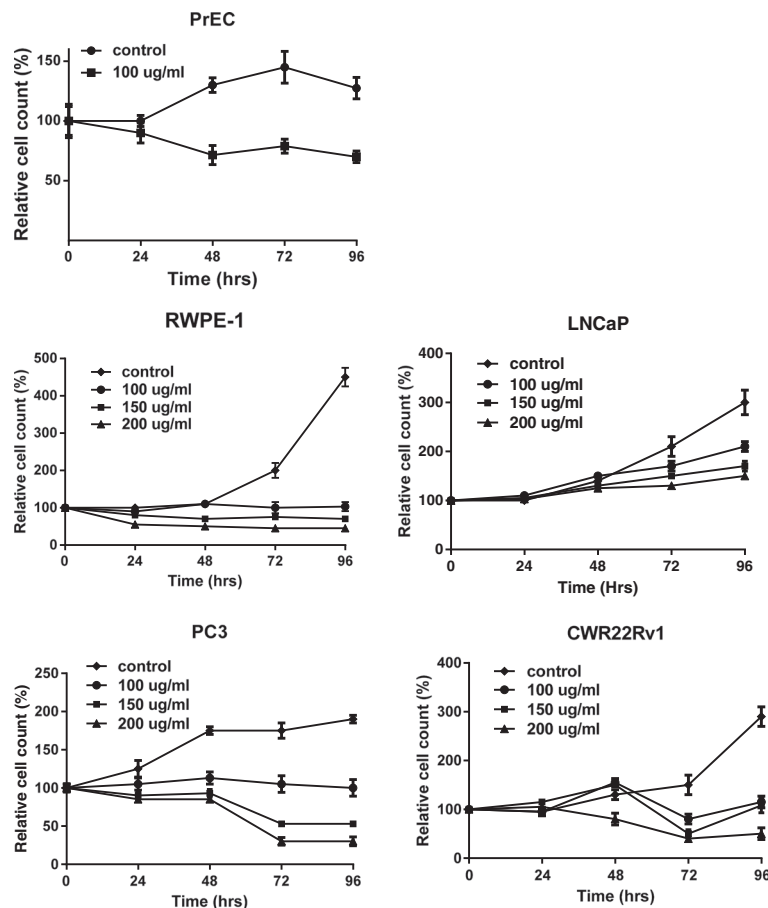 PrEC
Relative cell count (%)
150
100
50
control
100 ug/ml
0 24 48 72 96
Time (hrs)
RWPE-1
Relative cell count (%)
500
400
300
200
100
0
control
100 ug/ml
150 ug/ml
200 ug/ml
0 24 48 72 96
Time (hrs)
LNCaP
Relative cell count (%)
400
300
200
100
0
control
100 ug/ml
150 ug/ml
200 ug/ml
0 24 48 72 96
Time (Hrs)
PC3
Relative cell count (%)
250
200
150
100
50
0
control
100 ug/ml
150 ug/ml
200 ug/ml
0 24 48 72 96
Time (hrs)
CWR22Rv1
Relative cell count (%)
400
300
200
100
0
control
100 ug/ml
150 ug/ml
200 ug/ml
0 24 48 72 96
Time (hrs)